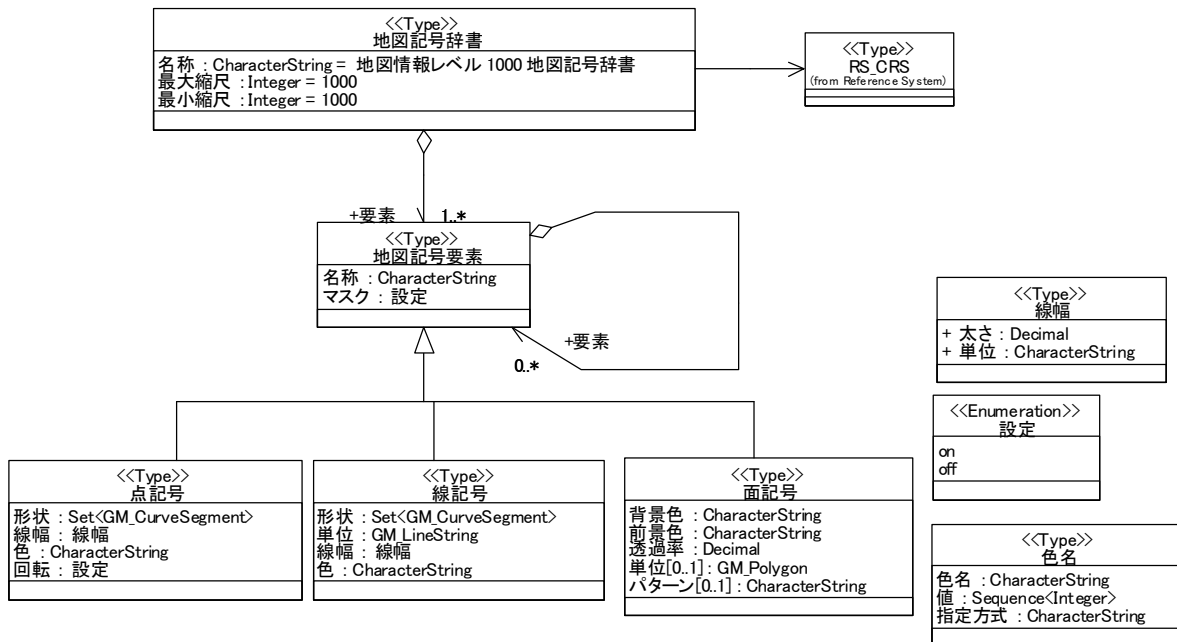 <<Type>>
地図記号辞書
名称 : CharacterString = 地図情報レベル 1000 地図記号辞書
最大縮尺 : Integer = 1000
最小縮尺 : Integer = 1000
<<Type>>
RS_CRS
(from Reference System)
+要素
1..*
<<Type>>
地図記号要素
名称 : CharacterString
マスク : 設定
+要素
0..*
<<Type>>
線幅
+ 太さ : Decimal
+ 単位 : CharacterString
<<Enumeration>>
設定
on
off
<<Type>>
点記号
形状 : Set<GM_CurveSegment>
線幅 : 線幅
色 : CharacterString
回転 : 設定
<<Type>>
線記号
形状 : Set<GM_CurveSegment>
単位 : GM_LineString
線幅 : 線幅
色 : CharacterString
<<Type>>
面記号
背景色 : CharacterString
前景色 : CharacterString
透過率 : Decimal
単位[0..1] : GM_Polygon
パターン[0..1] : CharacterString
<<Type>>
色名
色名 : CharacterString
値 : Sequence<Integer>
指定方式 : CharacterString